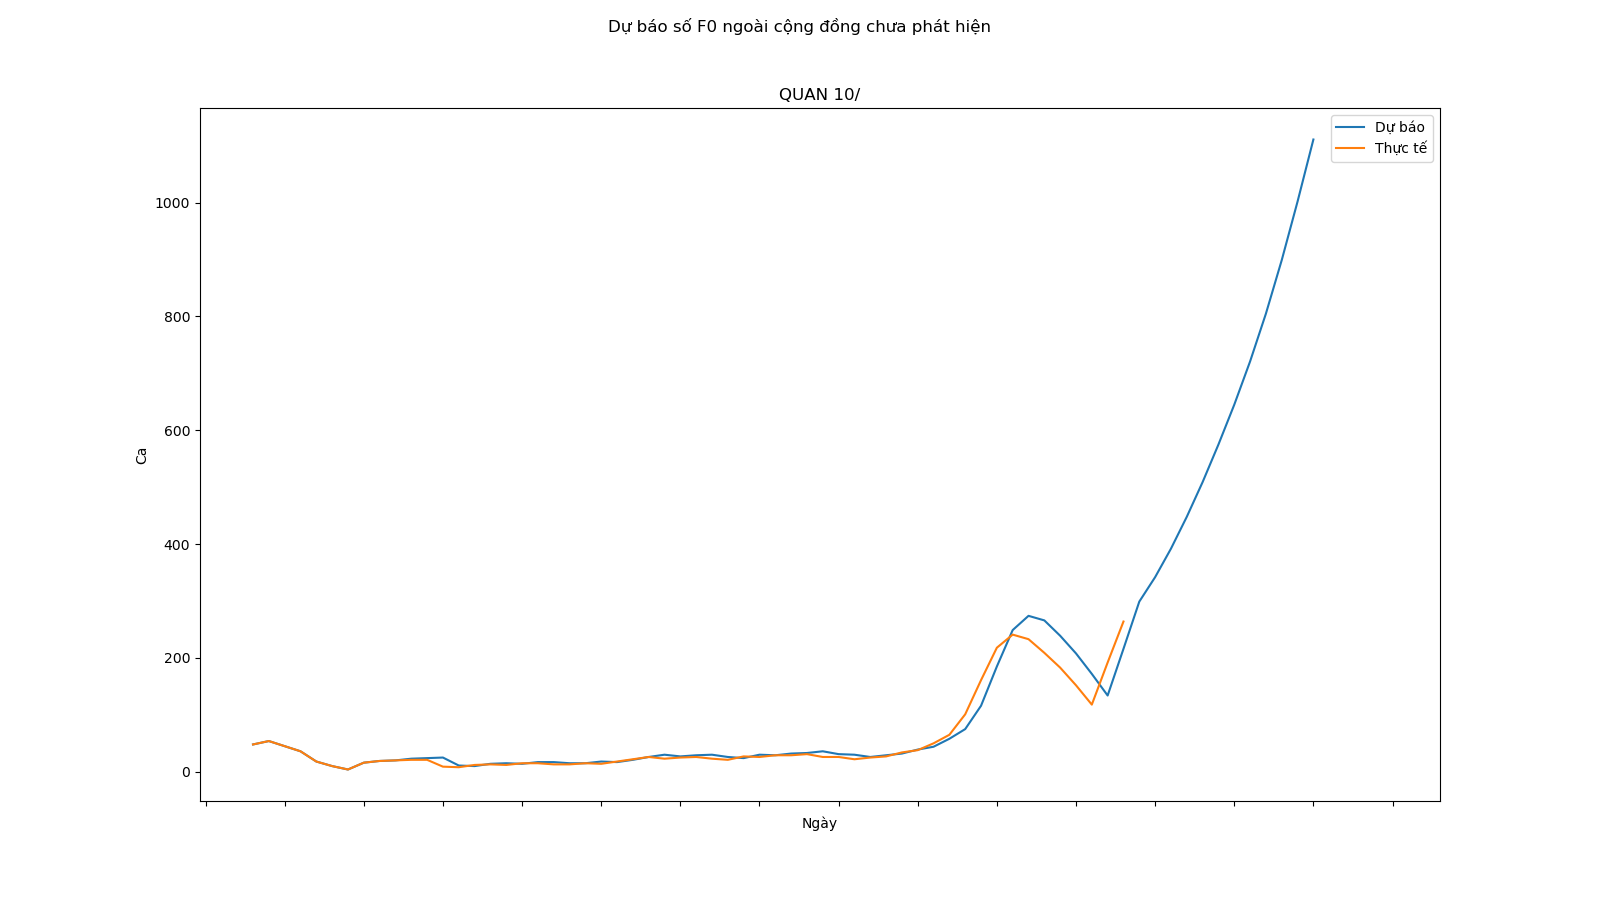 Dự báo số F0 ngoài cộng đồng chưa phát hiện
QUAN 10/
Dự báo
Thực tế
1000
800
600
400
200
0
Ca
Ngày